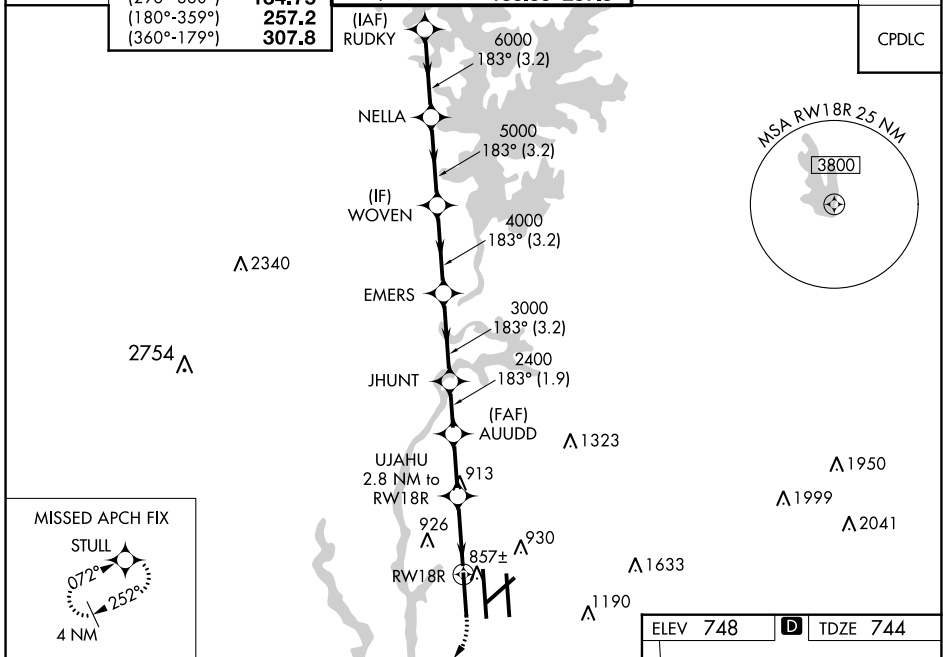 (180°-359°) 257.2
(360°-179°) 307.8
(IAF)
RUDKY
6000
183° (3.2)
CPDLC
NELLA
5000
183° (3.2)
MSA RW18R 25 NM
3800
(IF)
WOVEN
4000
183° (3.2)
2340
EMERS
3000
183° (3.2)
2754
2400
183° (1.9)
JHUNT
(FAF)
AUUDD
1323
UJAHU
2.8 NM to
RW18R
913
1950
1999
2041
MISSED APCH FIX
STULL
072°
252°
4 NM
926
930
857±
RW18R
1633
1190
ELEV 748 D TDZE 744